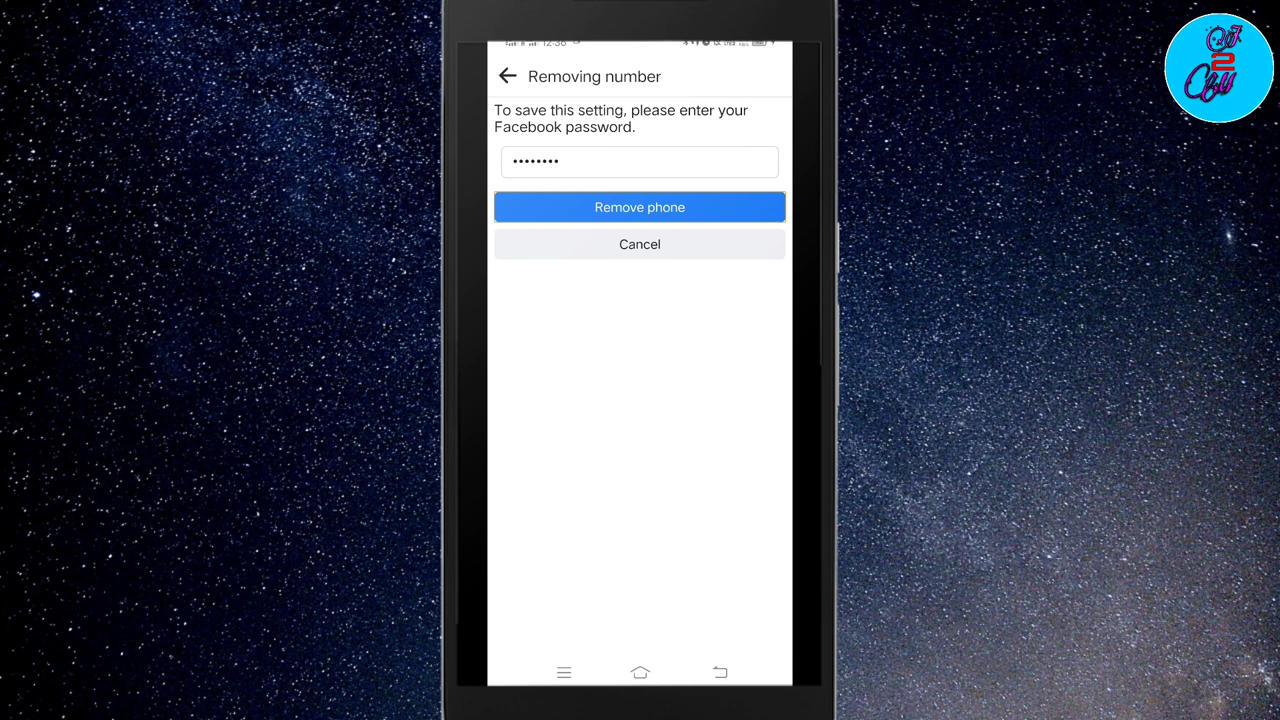 Removing number
To save this setting, please enter your
Facebook password.
••••••••
Remove phone
Cancel